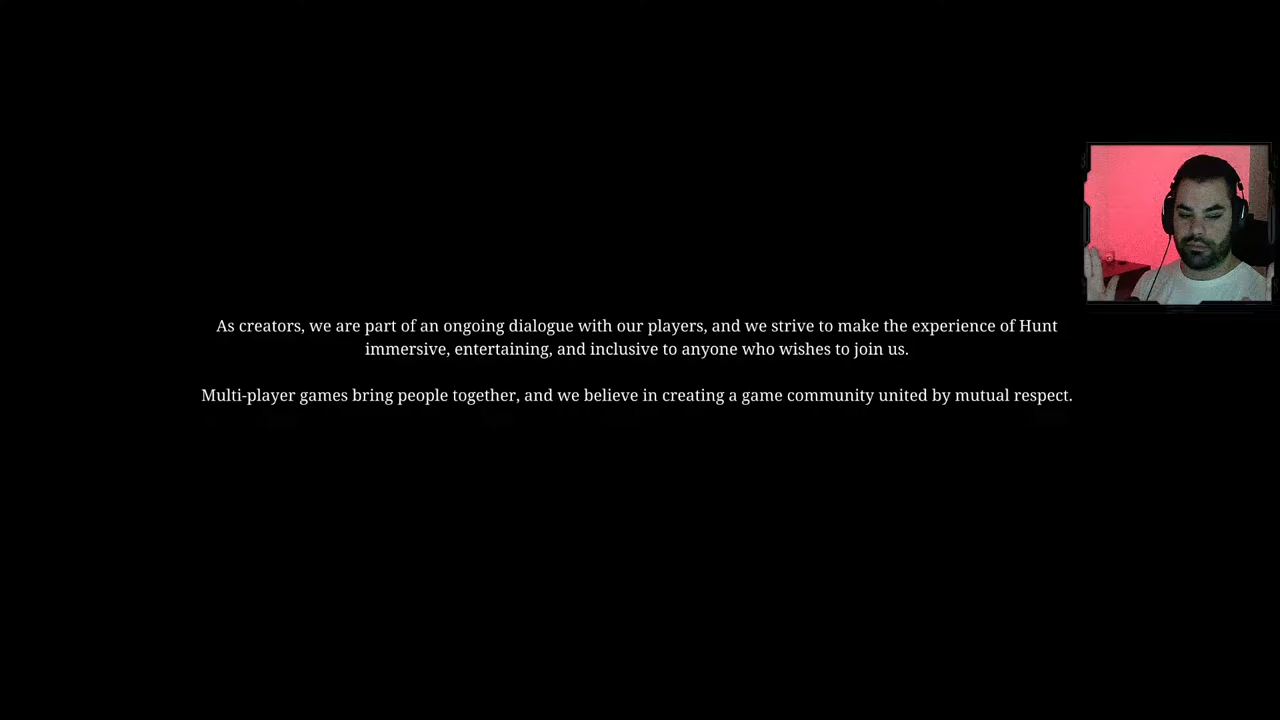 As creators, we are part of an ongoing dialogue with our players, and we strive to make the experience of Hunt
immersive, entertaining, and inclusive to anyone who wishes to join us.
Multi-player games bring people together, and we believe in creating a game community united by mutual respect.